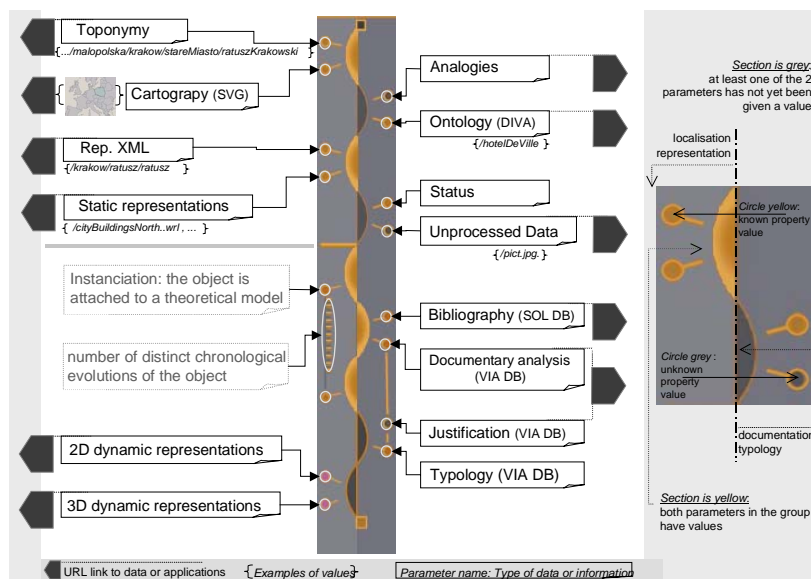 Toponymy
{.../malopolska/krakow/stareMiasto/ratuszKrakowski }
{ } Cartograpy (SVG)
Rep. XML
{/krakow/ratusz/ratusz }
Static representations
{ /cityBuildingsNorth..wrl , ... }
Instanciation: the object is
attached to a theoretical model
number of distinct chronological
evolutions of the object
2D dynamic representations
3D dynamic representations
Analogies
Ontology (DIVA)
{/hotelDeVille }
Status
Unprocessed Data
{/pict.jpg. }
Bibliography (SOL DB)
Documentary analysis
(VIA DB)
Justification (VIA DB)
Typology (VIA DB)
Section is grey:
at least one of the 2
parameters has not yet been
given a value
localisation
representation
Circle yellow:
known property
value
Circle grey :
unknown
property
value
documentation
typology
Section is yellow:
both parameters in the group
have values
URL link to data or applications
{Examples of values}
Parameter name: Type of data or information